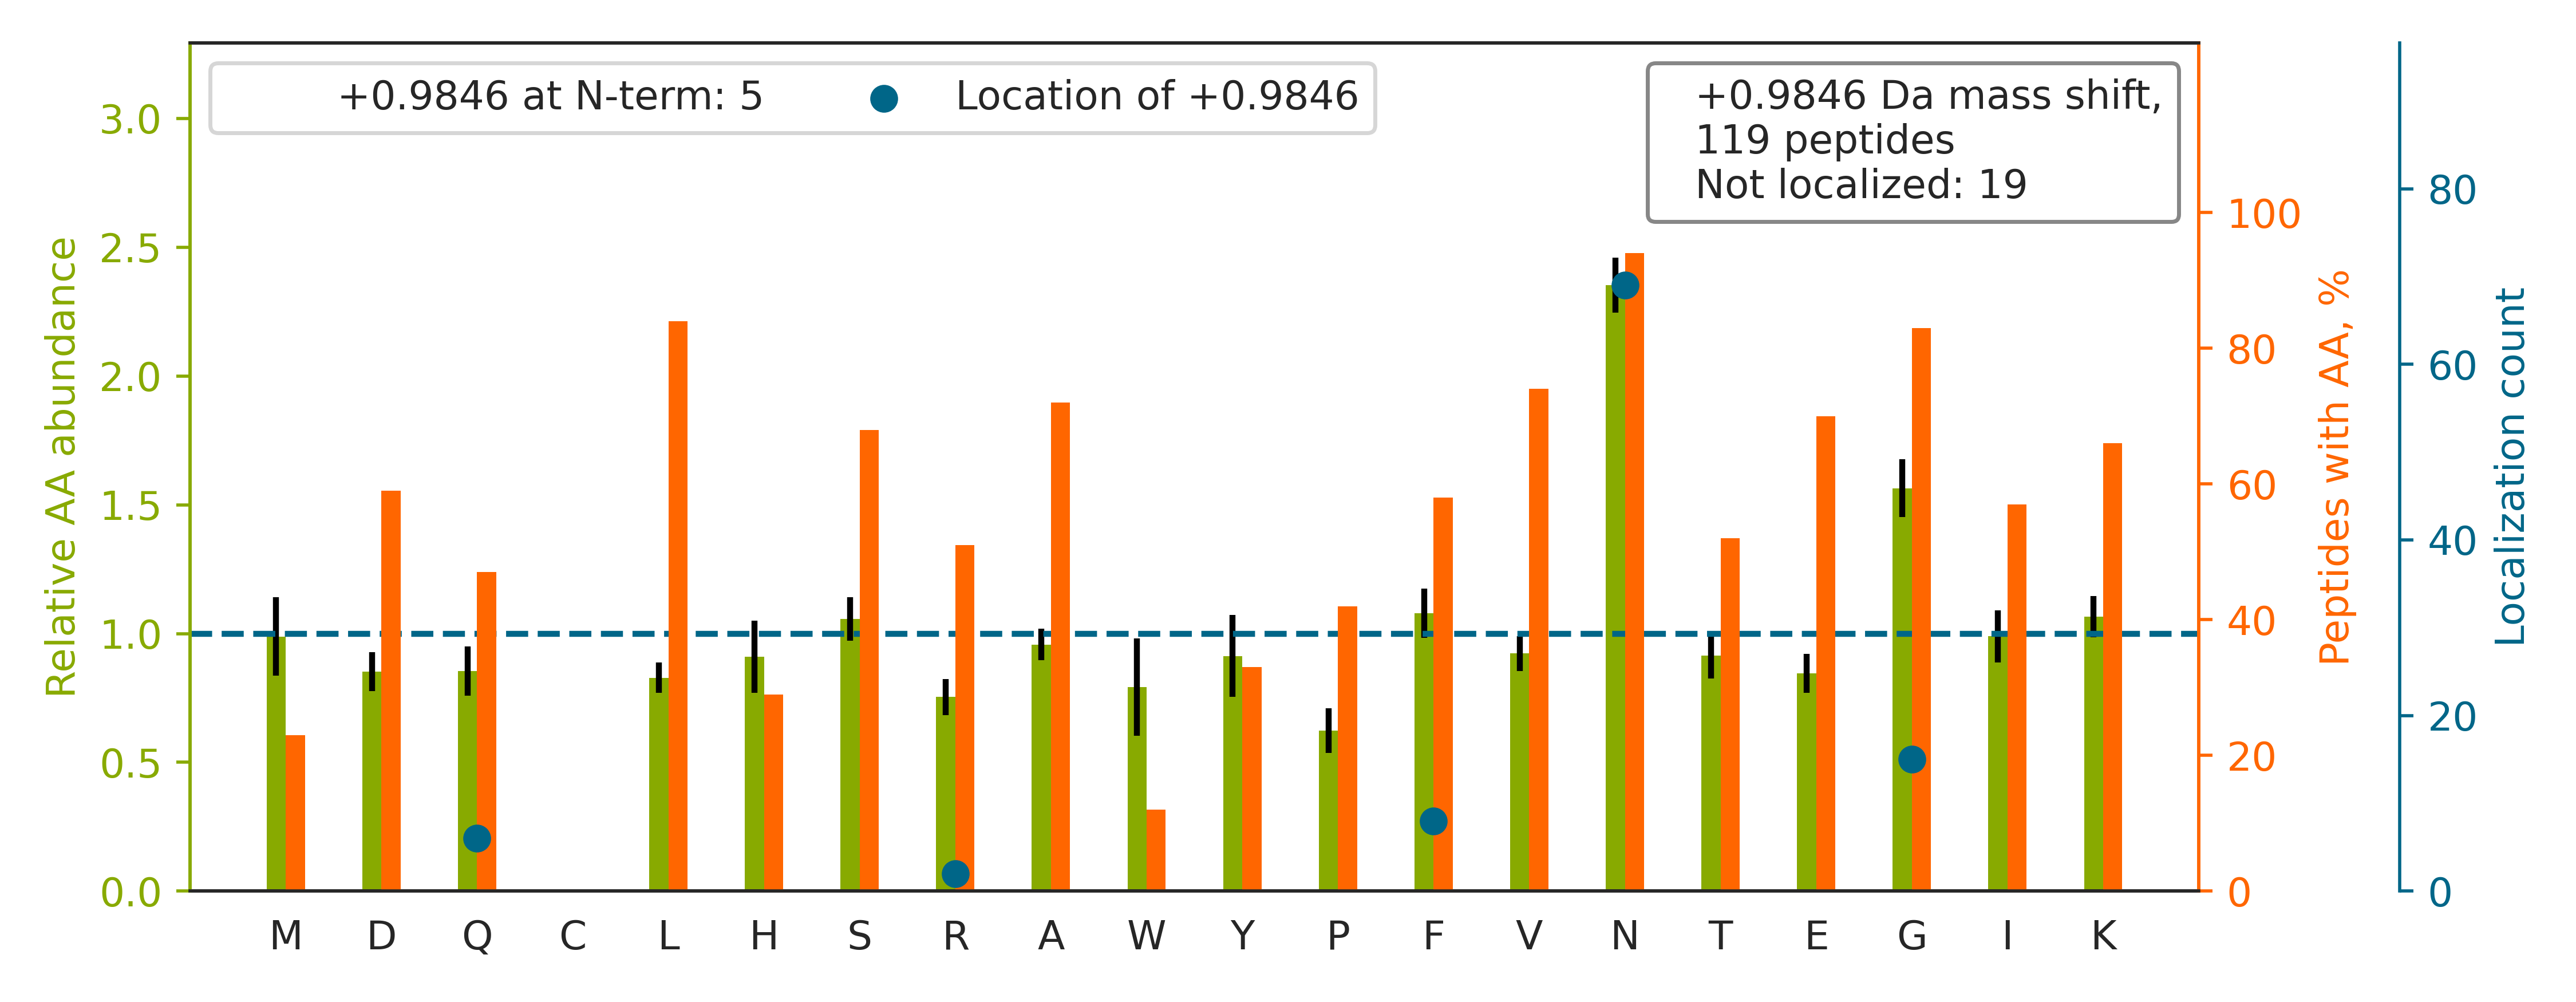 +0.9846 at N-term: 5
Location of +0.9846
+0.9846 Da mass shift,
119 peptides
Not localized: 19
Relative AA abundance
3.0
2.5
2.0
1.5
1.0
0.5
0.0
Peptides with AA, %
100
80
60
40
20
0
Localization count
80
60
40
20
0
M D Q C L H S R A W Y P F V N T E G I K